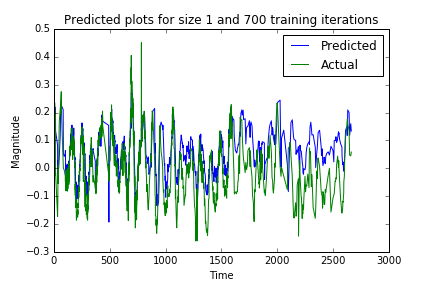 Predicted plots for size 1 and 700 training iterations
0.5
0.4
0.3
0.2
0.1
0.0
−0.1
−0.2
−0.3
Magnitude
Predicted
Actual
0 500 1000 1500 2000 2500 3000
Time